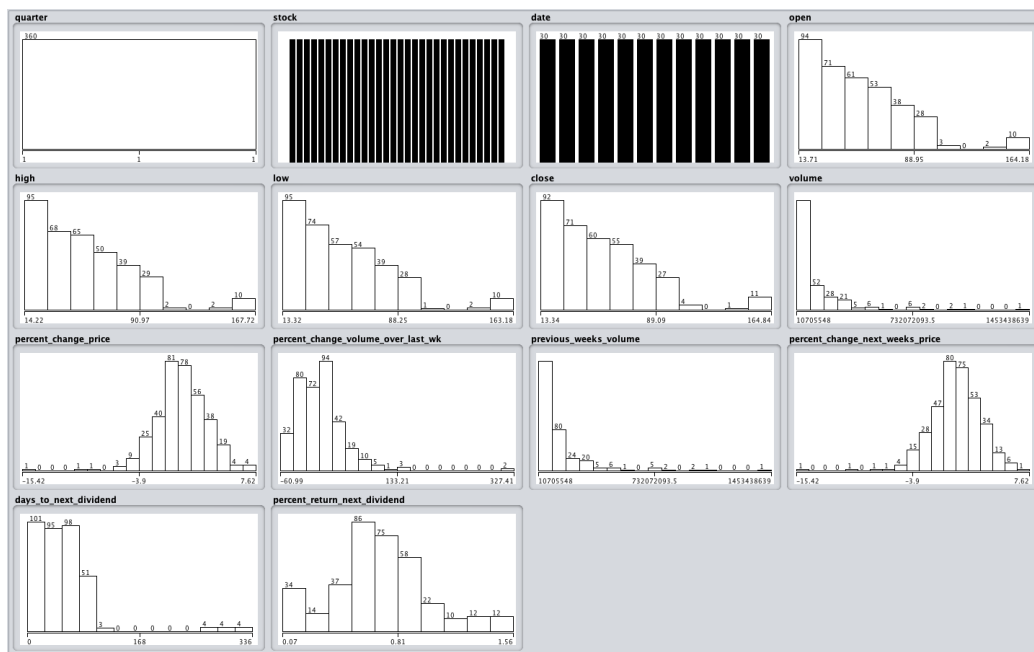 quarter stock date open
360
1 1 1
30 30 30 30 30 30 30 30 30 30 30 30
94 71 61 53 38 28 3 0 2 10
13.71 88.95 164.18
high low close volume
95 68 65 50 39 29 2 0 2 10
14.22 90.97 167.72
95 74 57 54 39 28 1 0 2 10
13.32 88.25 163.18
92 71 60 55 39 27 4 0 1 11
13.34 89.09 164.84
52 28 21 5 6 1 0 6 2 0 2 1 0 0 0 1
10705548 732072093.5 1453438639
percent_change_price percent_change_volume_over_last_wk previous_weeks_volume percent_change_next_weeks_price
1 0 0 0 1 1 0 3 9 25 40 81 78 56 38 19 4 4
-15.42 -3.9 7.62
32 80 72 94 42 19 10 5 1 3 0 0 0 0 0 0 0 2
-60.99 133.21 327.41
80 24 20 5 6 1 0 5 2 0 2 1 0 0 0 1
10705548 732072093.5 1453438639
1 0 0 0 1 0 1 1 4 15 28 47 80 75 53 34 13 6 1
-15.42 -3.9 7.62
days_to_next_dividend percent_return_next_dividend
101 95 98 51 3 0 0 0 0 0 4 4 4
0 168 336
34 14 37 86 75 58 22 10 12 12
0.07 0.81 1.56